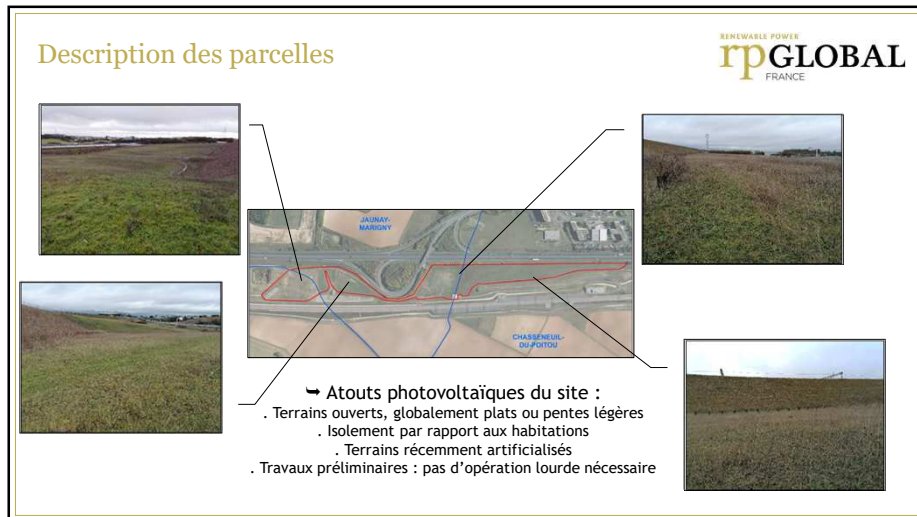 Description des parcelles
RENEWABLE POWER
rpGLOBAL
FRANCE
JAUNAY-
MARIGNY
CHASSENEUIL-
DU-POITOU
➥ Atouts photovoltaïques du site :
. Terrains ouverts, globalement plats ou pentes légères
. Isolement par rapport aux habitations
. Terrains récemment artificialisés
. Travaux préliminaires : pas d’opération lourde nécessaire